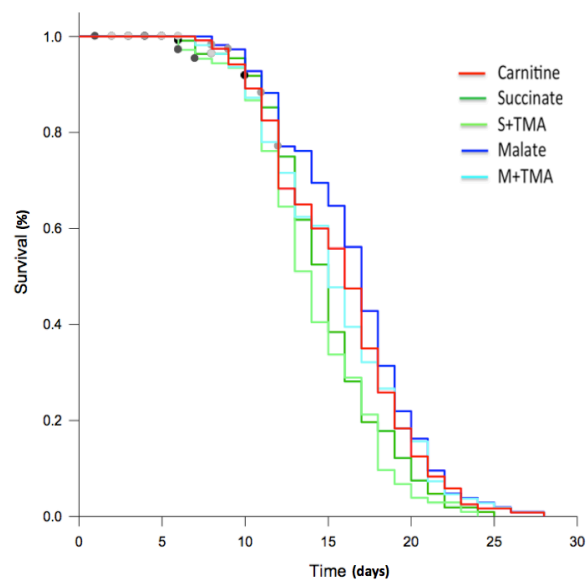 1.0
0.8
0.6
0.4
0.2
0.0
Survival (%)
Carnitine
Succinate
S+TMA
Malate
M+TMA
0 5 10 15 20 25 30
Time (days)